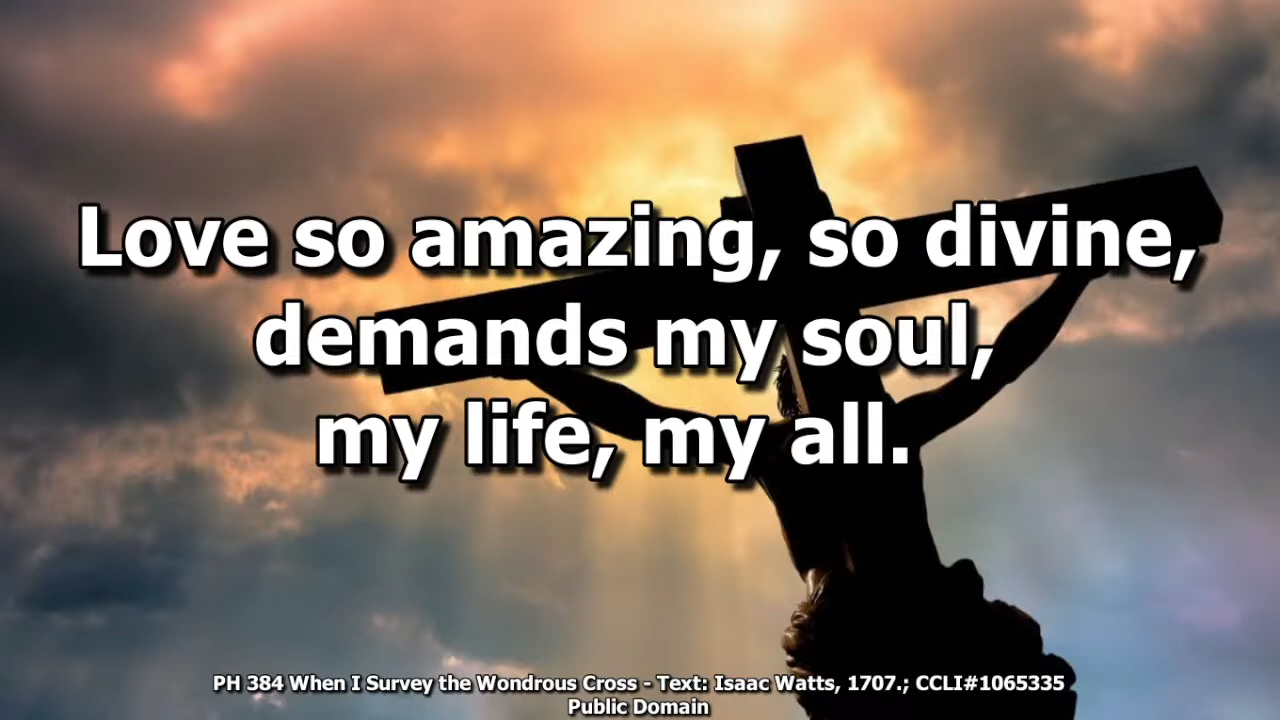 Love so amazing, so divine,
demands my soul,
my life, my all.
PH 384 When I Survey the Wondrous Cross - Text: Isaac Watts, 1707.; CCLI#1065335
Public Domain